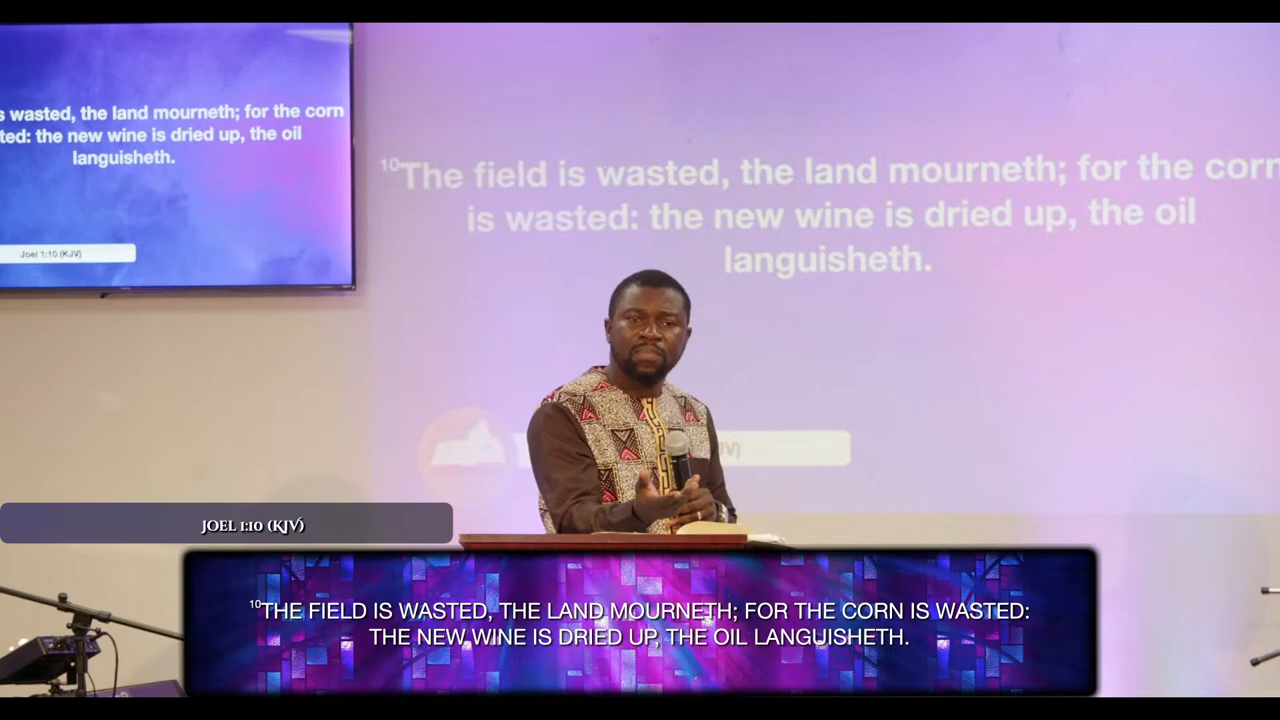 s wasted, the land mourneth; for the corn
ted: the new wine is dried up, the oil
languisheth.
Joel 1:10 (KJV)
10The field is wasted, the land mourneth; for the corn
is wasted: the new wine is dried up, the oil
languisheth.
JOEL 1:10 (KJV)
10THE FIELD IS WASTED, THE LAND MOURNETH; FOR THE CORN IS WASTED:
THE NEW WINE IS DRIED UP, THE OIL LANGUISHETH.